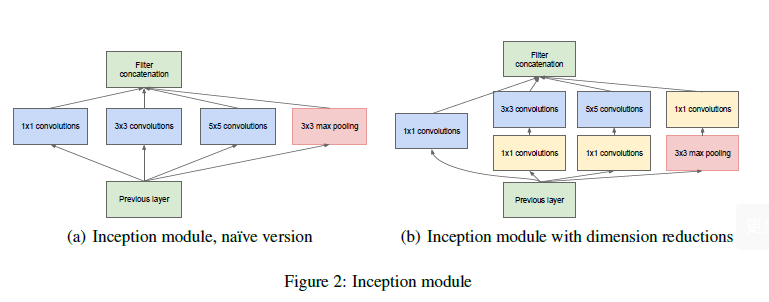 Filter
concatenation
1x1 convolutions
3x3 convolutions
5x5 convolutions
3x3 max pooling
Previous layer
(a) Inception module, naïve version
Filter
concatenation
3x3 convolutions
5x5 convolutions
1x1 convolutions
1x1 convolutions
1x1 convolutions
1x1 convolutions
3x3 max pooling
Previous layer
(b) Inception module with dimension reductions
Figure 2: Inception module